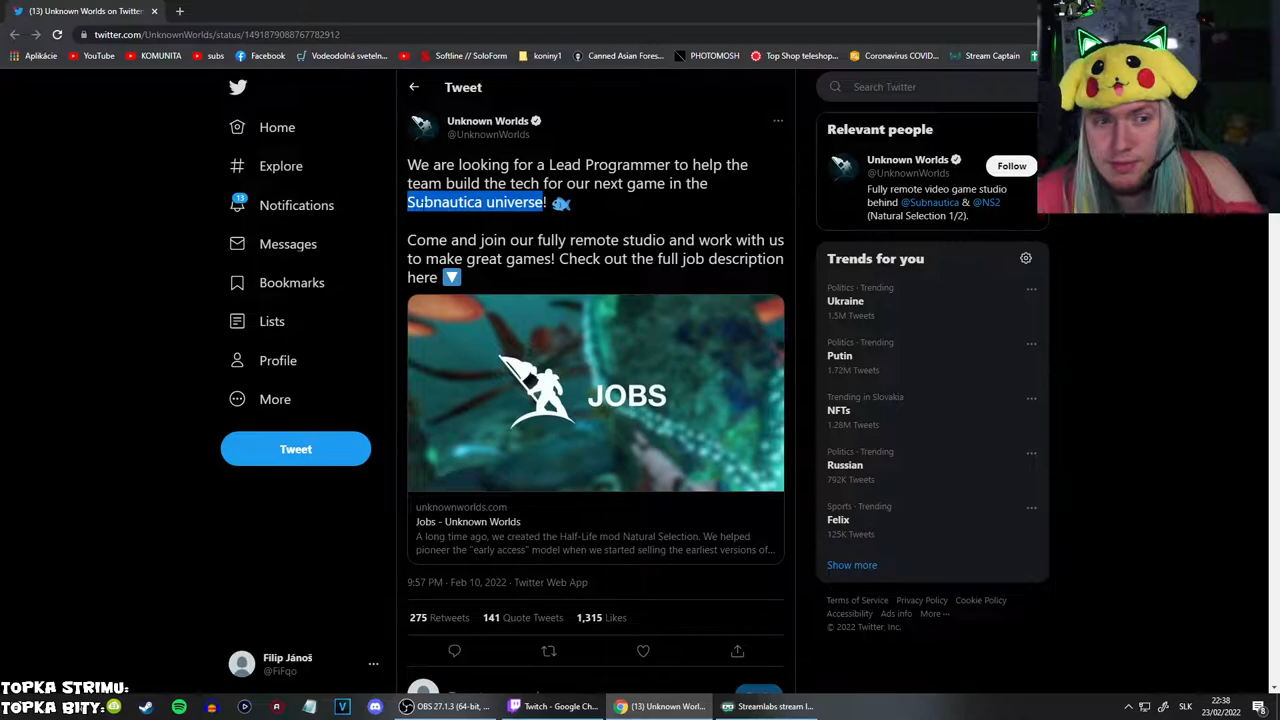 (13) Unknown Worlds on Twitter
twitter.com/UnknownWorlds/status/1491879088767782912
Aplikácie
YouTube
KOMUNITA
subs
Facebook
Vodeodolná sveteln...
Softline // SoloFam
koniny1
Canned Asian Fores...
PHOTOMOSH
Top Shop teleshop...
Coronavirus COVID...
Stream Captain
Home
Explore
13
Notifications
Messages
Bookmarks
Lists
Profile
More
Tweet
Filip Jánoš
@FiFqo
Tweet
Unknown Worlds
@UnknownWorlds
We are looking for a Lead Programmer to help the
team build the tech for our next game in the
Subnautica universe!
Come and join our fully remote studio and work with us
to make great games! Check out the full job description
here
JOBS
unknownworlds.com
Jobs - Unknown Worlds
A long time ago, we created the Half-Life mod Natural Selection. We helped
pioneer the "early access" model when we started selling the earliest versions of...
9:57 PM · Feb 10, 2022 · Twitter Web App
275 Retweets 141 Quote Tweets 1,315 Likes
Search Twitter
Relevant people
Unknown Worlds
@UnknownWorlds
Follow
Fully remote video game studio
behind @Subnautica & @NS2
(Natural Selection 1/2).
Trends for you
Politics · Trending
Ukraine
1.5M Tweets
Politics · Trending
Putin
1.72M Tweets
Trending in Slovakia
NFTs
1.28M Tweets
Politics · Trending
Russian
792K Tweets
Sports · Trending
Felix
125K Tweets
Show more
Terms of Service Privacy Policy Cookie Policy
Accessibility Ads info More ···
© 2022 Twitter, Inc.
TOPKA STRIMU:
TOPKA BITY:
OBS 27.1.3 (64-bit, ...
Twitch - Google Ch...
(13) Unknown Worl...
Streamlabs stream l...
SLK
22:38
23/02/2022
8